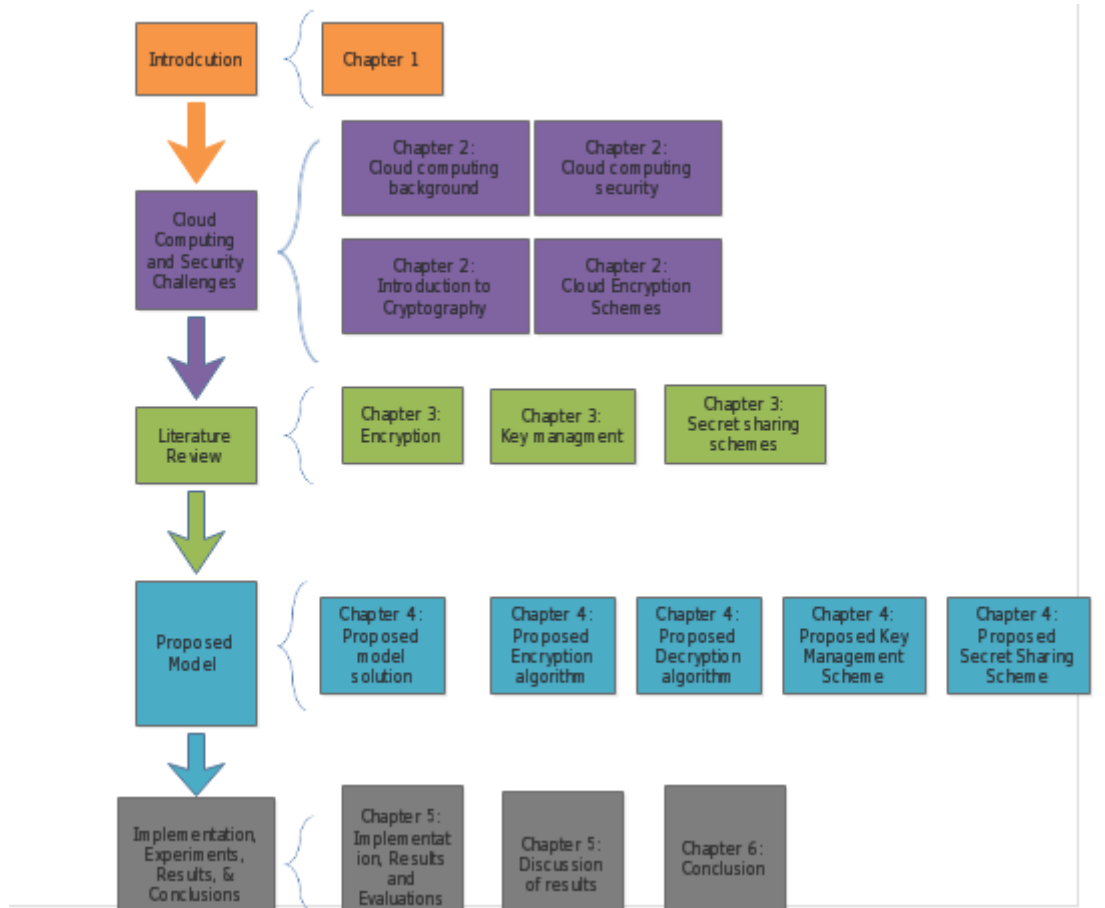 Introdcution
Chapter 1
Cloud
Computing
and Security
Challenges
Chapter 2:
Cloud computing
background
Chapter 2:
Cloud computing
security
Chapter 2:
Introduction to
Cryptography
Chapter 2:
Cloud Encryption
Schemes
Literature
Review
Chapter 3:
Encryption
Chapter 3:
Key managment
Chapter 3:
Secret sharing
schemes
Proposed
Model
Chapter 4:
Proposed
model
solution
Chapter 4:
Proposed
Encryption
algorithm
Chapter 4:
Proposed
Decryption
algorithm
Chapter 4:
Proposed Key
Management
Scheme
Chapter 4:
Proposed
Secret Sharing
Scheme
Implementation,
Experiments,
Results, &
Conclusions
Chapter 5:
Implementat
ion, Results
and
Evaluations
Chapter 5:
Discussion
of results
Chapter 6:
Conclusion